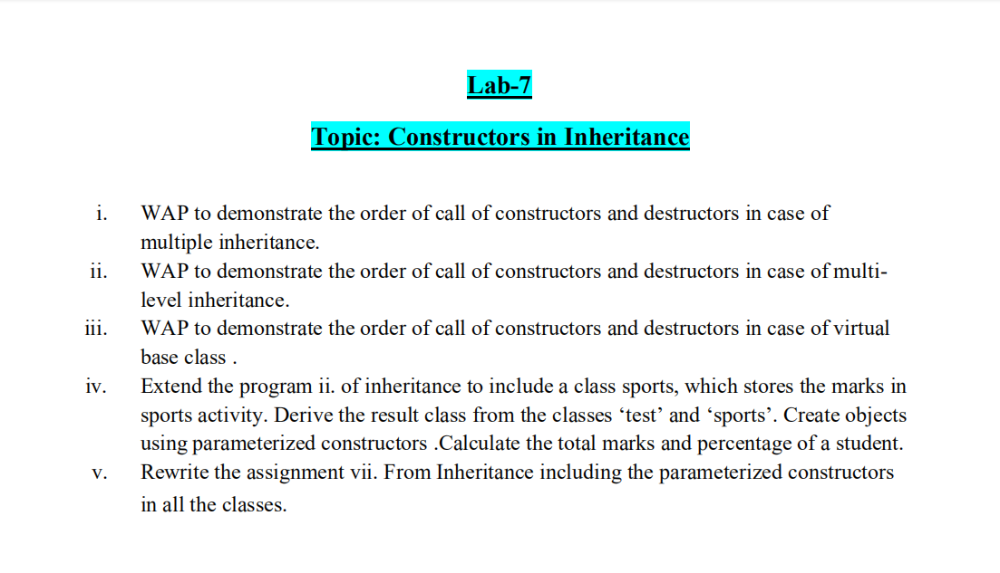 Lab-7
Topic: Constructors in Inheritance
i. WAP to demonstrate the order of call of constructors and destructors in case of
multiple inheritance.
ii. WAP to demonstrate the order of call of constructors and destructors in case of multi-
level inheritance.
iii. WAP to demonstrate the order of call of constructors and destructors in case of virtual
base class .
iv. Extend the program ii. of inheritance to include a class sports, which stores the marks in
sports activity. Derive the result class from the classes ‘test’ and ‘sports’. Create objects
using parameterized constructors .Calculate the total marks and percentage of a student.
v. Rewrite the assignment vii. From Inheritance including the parameterized constructors
in all the classes.